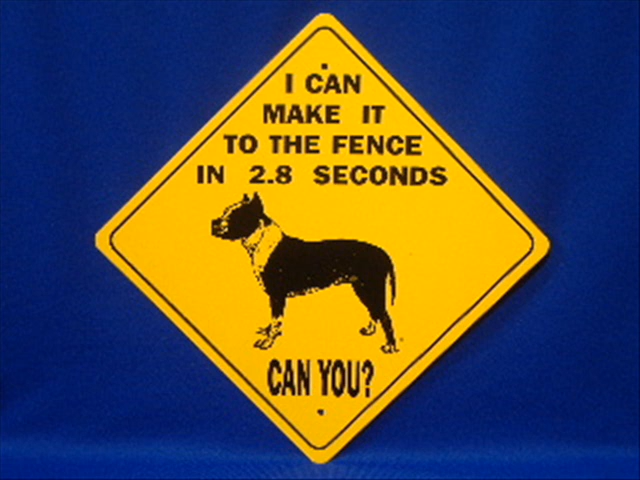 I CAN
MAKE IT
TO THE FENCE
IN 2.8 SECONDS
CAN YOU?